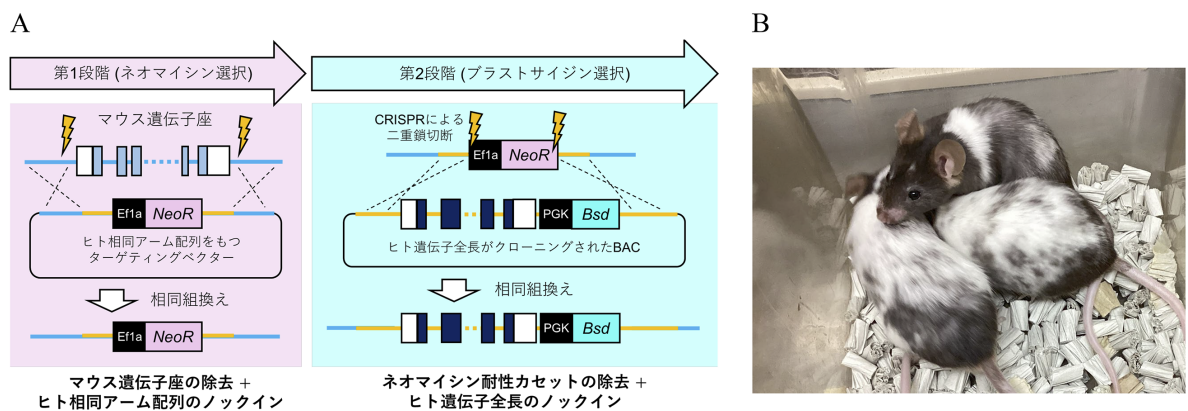 A
第1段階 (ネオマイシン選択)
マウス遺伝子座
Ef1a NeoR
ヒト相同アーム配列をもつ
ターゲティングベクター
相同組換え
Ef1a NeoR
マウス遺伝子座の除去 +
ヒト相同アーム配列のノックイン
第2段階 (ブラストサイジン選択)
CRISPRによる
二重鎖切断
Ef1a NeoR
PGK Bsd
ヒト遺伝子全長がクローニングされたBAC
相同組換え
PGK Bsd
ネオマイシン耐性カセットの除去 +
ヒト遺伝子全長のノックイン
B